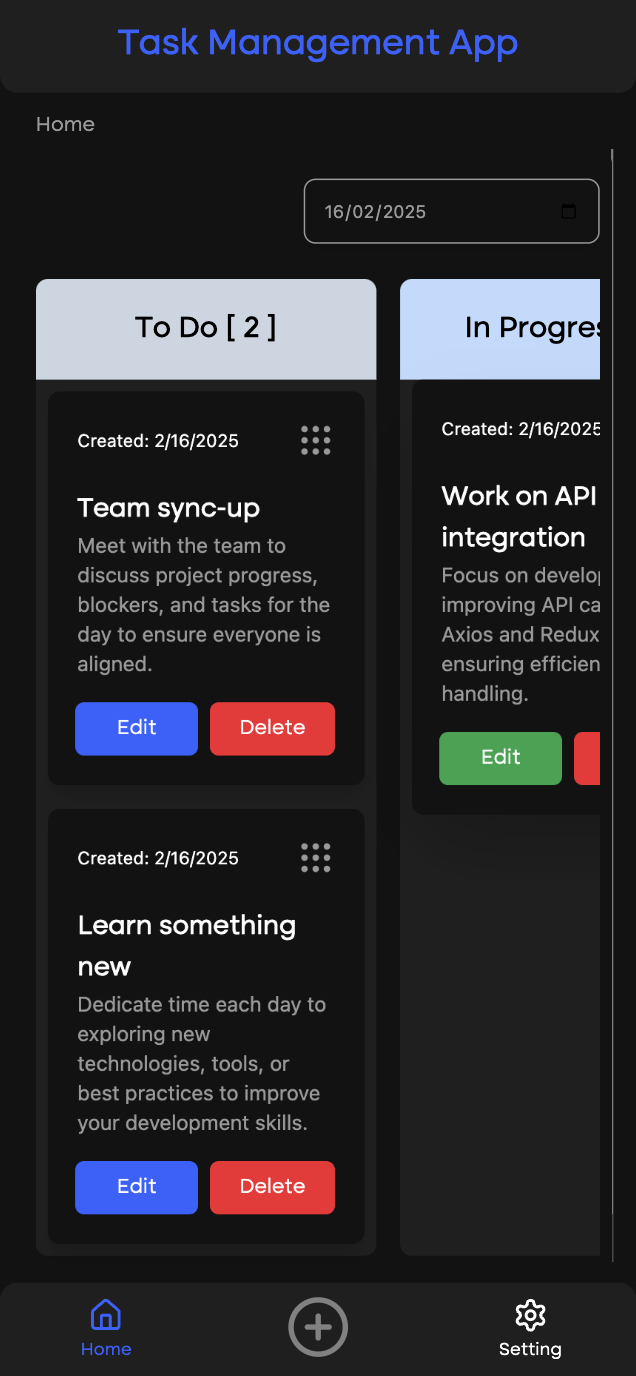 Task Management App
Home
16/02/2025
To Do [ 2 ]
Created: 2/16/2025
Team sync-up
Meet with the team to
discuss project progress,
blockers, and tasks for the
day to ensure everyone is
aligned.
Edit
Delete
Created: 2/16/2025
Learn something
new
Dedicate time each day to
exploring new
technologies, tools, or
best practices to improve
your development skills.
Edit
Delete
In Progres
Created: 2/16/2025
Work on API
integration
Focus on develop
improving API ca
Axios and Redux
ensuring efficien
handling.
Edit
Home
Setting